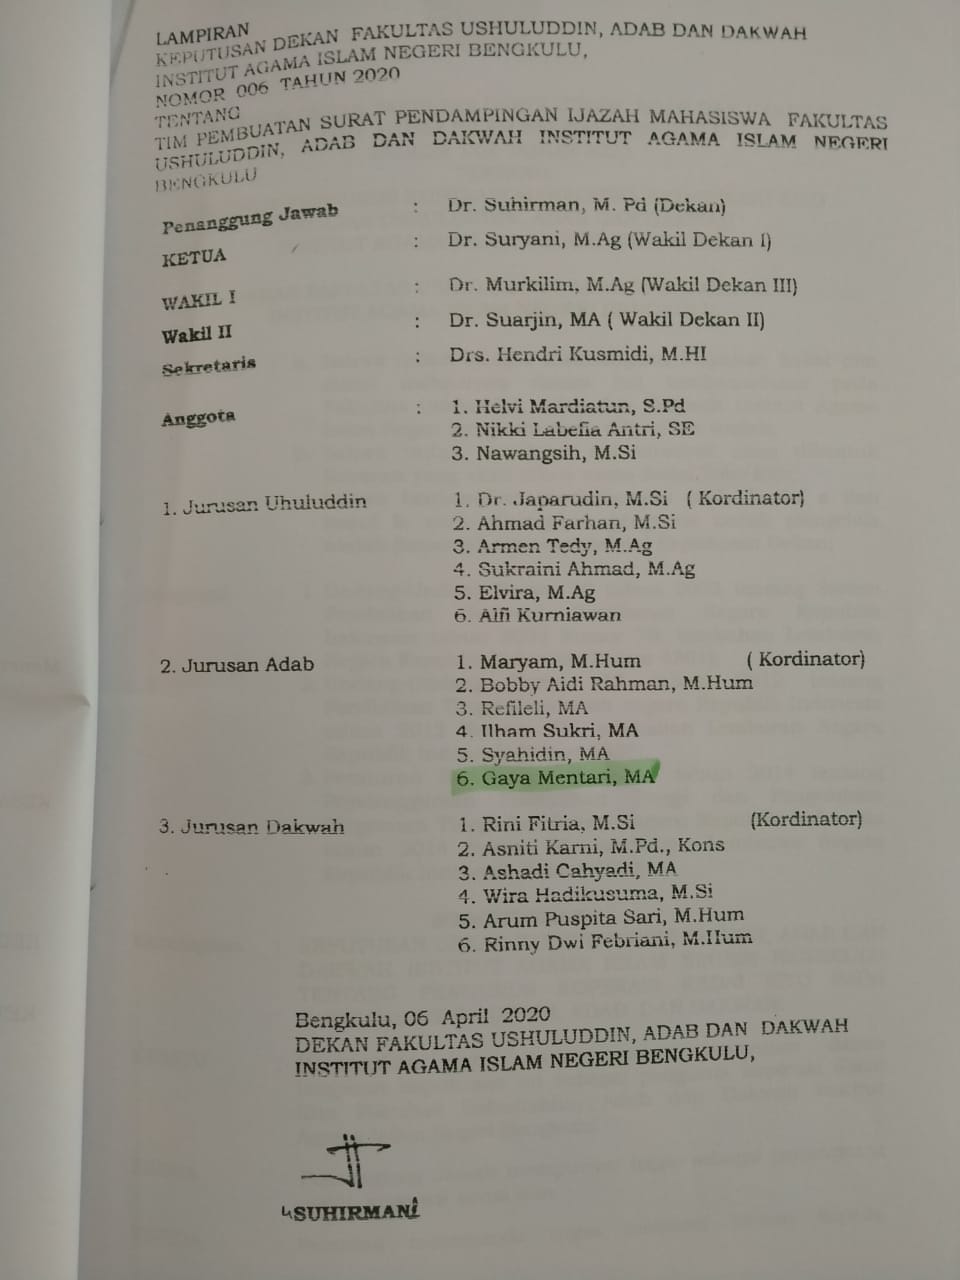 LAMPIRAN
KEPUTUSAN DEKAN FAKULTAS USHULUDDIN, ADAB DAN DAKWAH
INSTITUT AGAMA ISLAM NEGERI BENGKULU,
NOMOR 006 TAHUN 2020
TENTANG
TIM PEMBUATAN SURAT PENDAMPINGAN IJAZAH MAHASISWA FAKULTAS
USHULUDDIN, ADAB DAN DAKWAH INSTITUT AGAMA ISLAM NEGERI
BENGKULU
Penanggung Jawab : Dr. Suhirman, M. Pd (Dekan)
KETUA : Dr. Suryani, M.Ag (Wakil Dekan I)
WAKIL I : Dr. Murkilim, M.Ag (Wakil Dekan III)
Wakil II : Dr. Suarjin, MA ( Wakil Dekan II)
Sekretaris : Drs. Hendri Kusmidi, M.HI
Anggota : 1. Helvi Mardiatun, S.Pd
2. Nikki Labefia Antri, SE
3. Nawangsih, M.Si
1. Jurusan Uhuluddin 1. Dr. Japarudin, M.Si ( Kordinator)
2. Ahmad Farhan, M.Si
3. Armen Tedy, M.Ag
4. Sukraini Ahmad, M.Ag
5. Elvira, M.Ag
6. Alfi Kurniawan
2. Jurusan Adab 1. Maryam, M.Hum ( Kordinator)
2. Bobby Aidi Rahman, M.Hum
3. Refileli, MA
4. Ilham Sukri, MA
5. Syahidin, MA
6. Gaya Mentari, MA
3. Jurusan Dakwah 1. Rini Fitria, M.Si (Kordinator)
2. Asniti Karni, M.Pd., Kons
3. Ashadi Cahyadi, MA
4. Wira Hadikusuma, M.Si
5. Arum Puspita Sari, M.Hum
6. Rinny Dwi Febriani, M.Hum
Bengkulu, 06 April 2020
DEKAN FAKULTAS USHULUDDIN, ADAB DAN DAKWAH
INSTITUT AGAMA ISLAM NEGERI BENGKULU,
SUHIRMAN